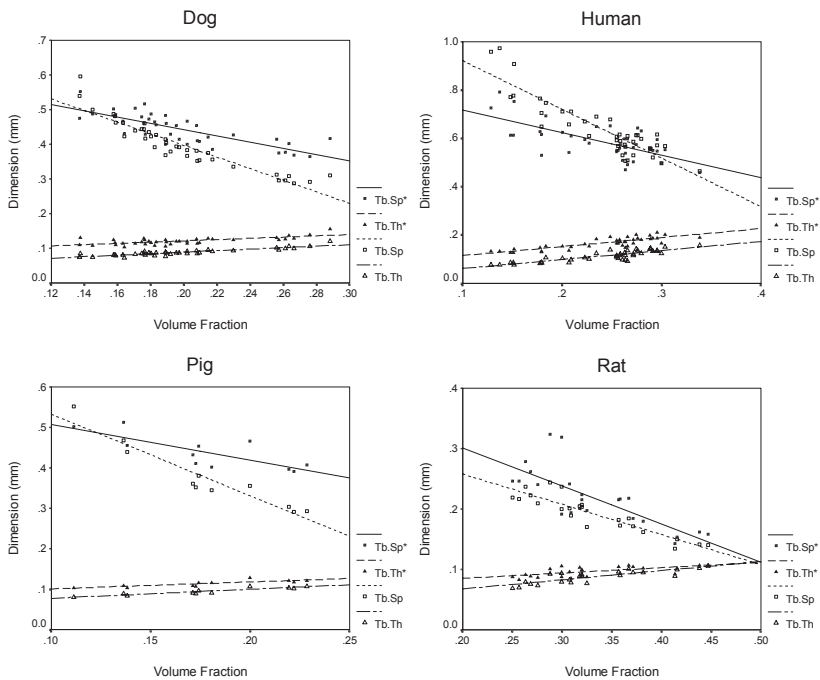 Dog
.7
.6
.5
.4
.3
.2
.1
0.0
Dimension (mm)
.12 .14 .16 .18 .20 .22 .24 .26 .28 .30
Volume Fraction
Tb.Sp*
Tb.Th*
Tb.Sp
Tb.Th
Human
1.0
.8
.6
.4
.2
0.0
Dimension (mm)
.1 .2 .3 .4
Volume Fraction
Tb.Sp*
Tb.Th*
Tb.Sp
Tb.Th
Pig
.6
.5
.4
.3
.2
.1
0.0
Dimension (mm)
.10 .15 .20 .25
Volume Fraction
Tb.Sp*
Tb.Th*
Tb.Sp
Tb.Th
Rat
.4
.3
.2
.1
0.0
Dimension (mm)
.20 .25 .30 .35 .40 .45 .50
Volume Fraction
Tb.Sp*
Tb.Th*
Tb.Sp
Tb.Th